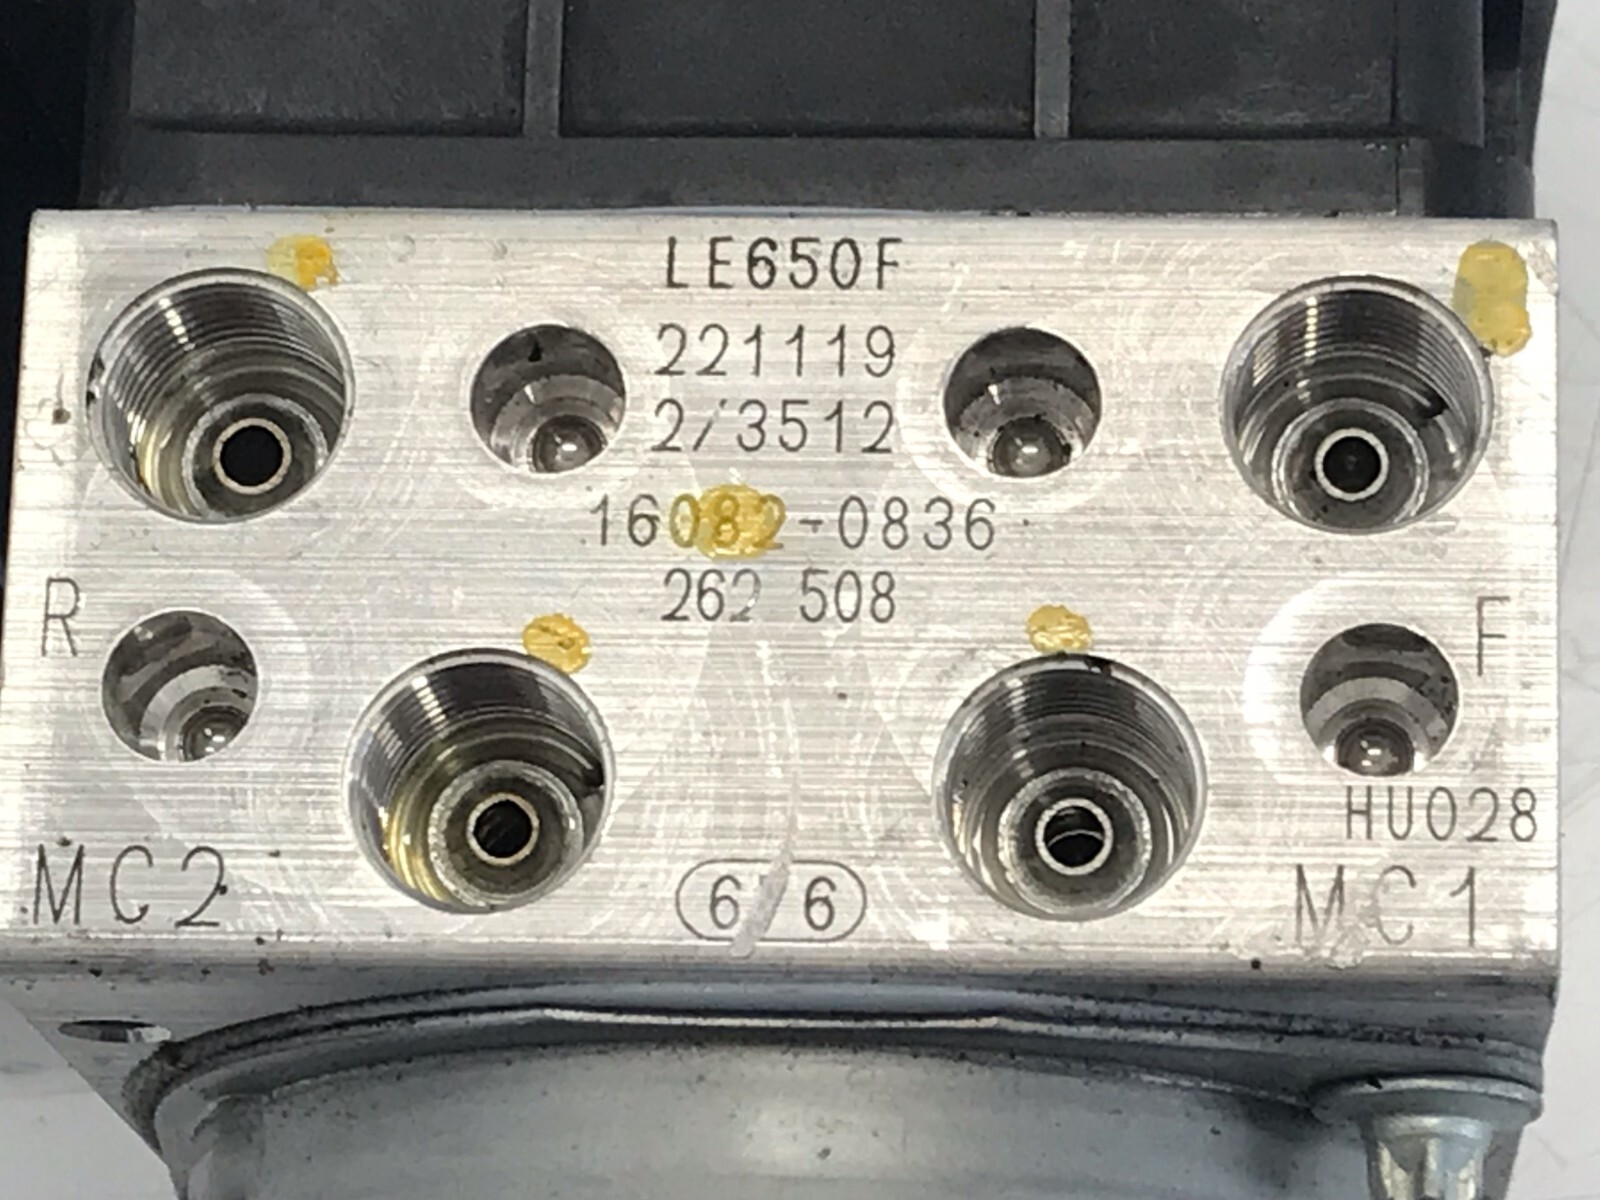 LE650F
221119
2/3512
16082-0836
262 508
R
F
HU028
MC2
6/6
MC1